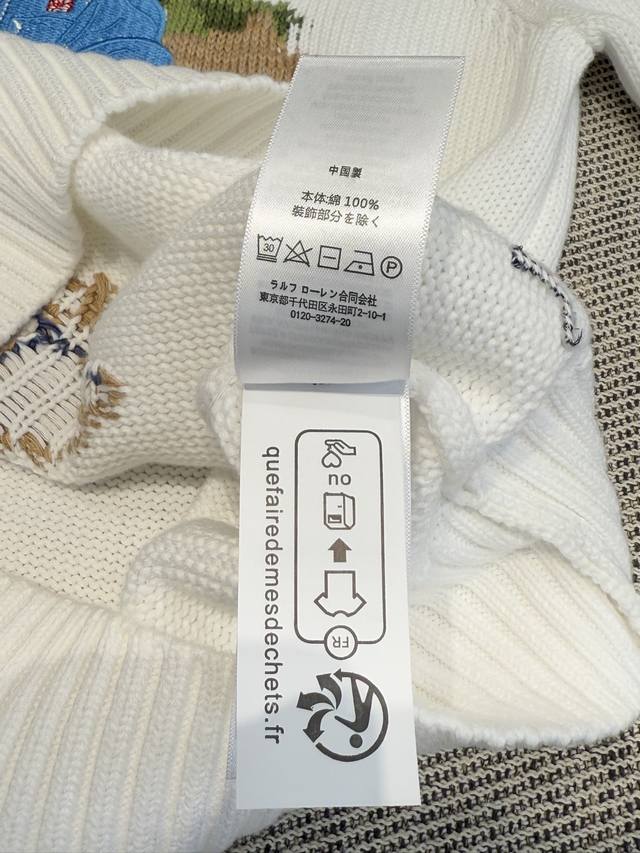 中国製
本体:綿 100%
装飾部分を除く
30
P
ラルフ ローレン合同会社
東京都千代田区永田町2-10-1
0120-3274-20
ou
FR
quefairedemesdechets.fr